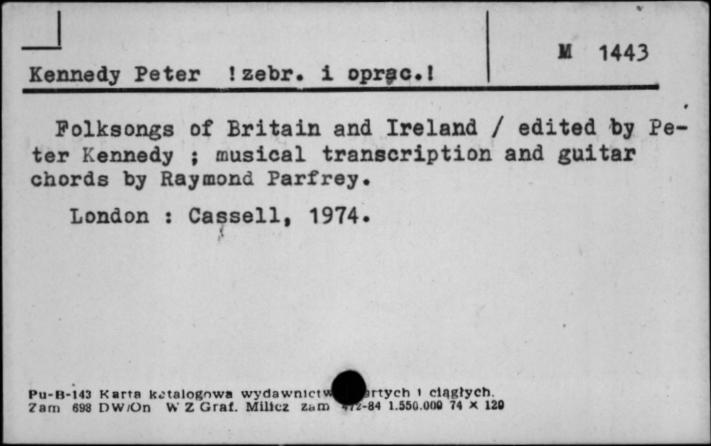 M 1443
Kennedy Peter !zebr. i oprąc.!
Folksongs of Britain and Ireland / edited by Pe-
ter Kennedy ; musical transcription and guitar
chords by Raymond Parfrey.
London : Cassell, 1974.
Pu-B-143 Karta katalogowa wydawnictw ciągłych.
Zam 698 DW/On W Z Graf. Milicz zam -84 1.550.000 74 × 120